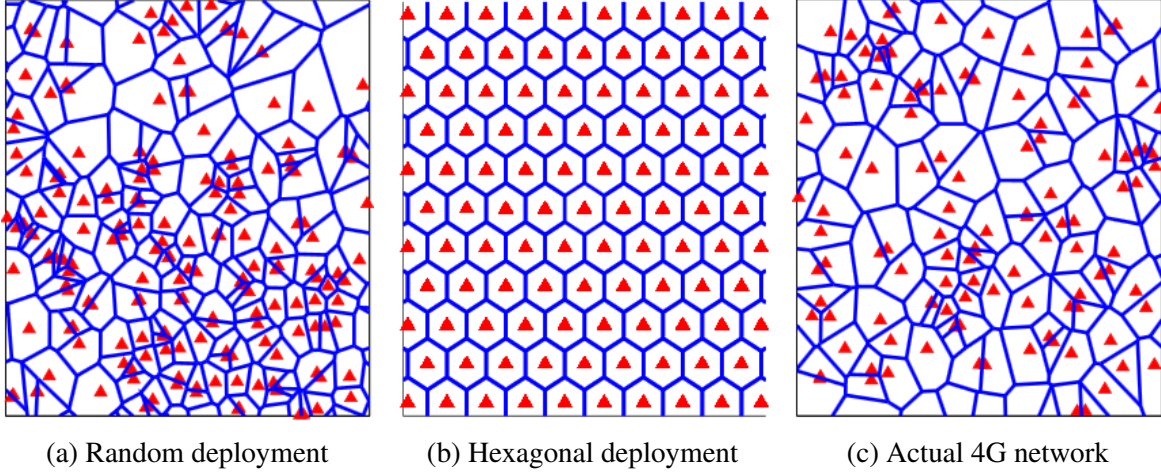 (a) Random deployment
(b) Hexagonal deployment
(c) Actual 4G network